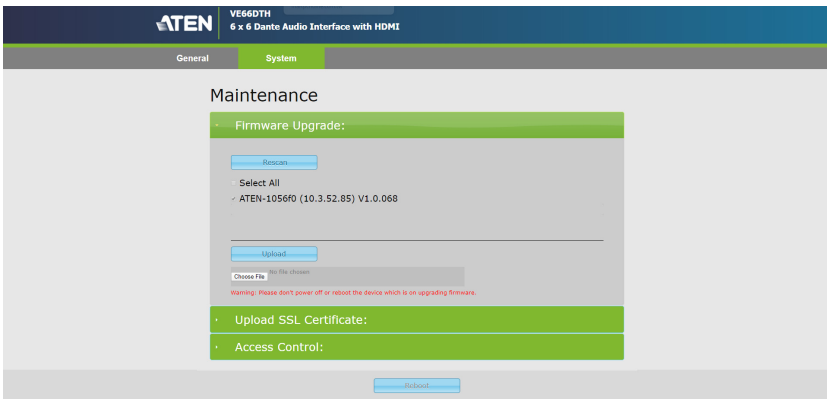 ATEN
VE66DTH
6 x 6 Dante Audio Interface with HDMI
General System
Maintenance
Firmware Upgrade:
Rescan
Select All
ATEN-1056f0 (10.3.52.85) V1.0.068
Upload
Choose File No file chosen
Warning: Please don't power off or reboot the device which is on upgrading firmware.
Upload SSL Certificate:
Access Control:
Reboot